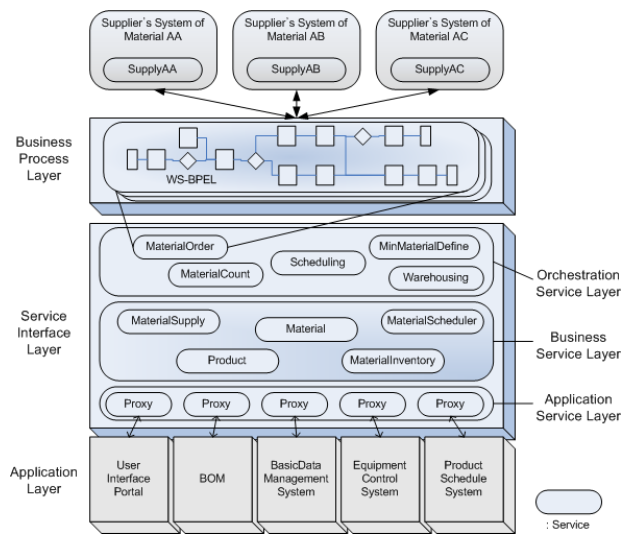 Supplier`s System of
Material AA
SupplyAA
Supplier`s System of
Material AB
SupplyAB
Supplier`s System of
Material AC
SupplyAC
Business
Process
Layer
WS-BPEL
MaterialOrder
MaterialCount
Scheduling
MinMaterialDefine
Warehousing
Orchestration
Service Layer
Service
Interface
Layer
MaterialSupply
Material
MaterialScheduler
Product
MaterialInventory
Business
Service Layer
Proxy
Proxy
Proxy
Proxy
Proxy
Application
Service Layer
Application
Layer
User
Interface
Portal
BOM
BasicData
Management
System
Equipment
Control
System
Product
Schedule
System
: Service